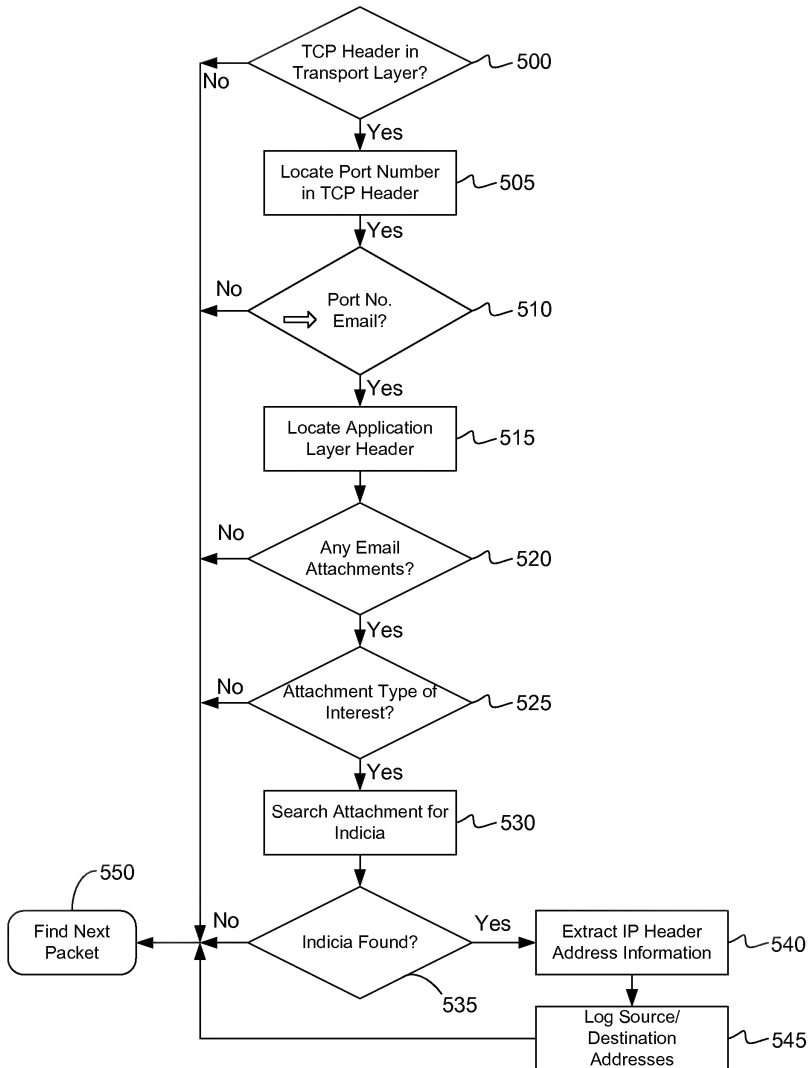 TCP Header in
Transport Layer?
500
No
Yes
Locate Port Number
in TCP Header
505
Yes
No
Port No.
Email?
510
Yes
Locate Application
Layer Header
515
No
Any Email
Attachments?
520
Yes
No
Attachment Type of
Interest?
525
Yes
Search Attachment for
Indicia
530
550
Find Next
Packet
No
Indicia Found?
535
Yes
Extract IP Header
Address Information
540
Log Source/
Destination
Addresses
545